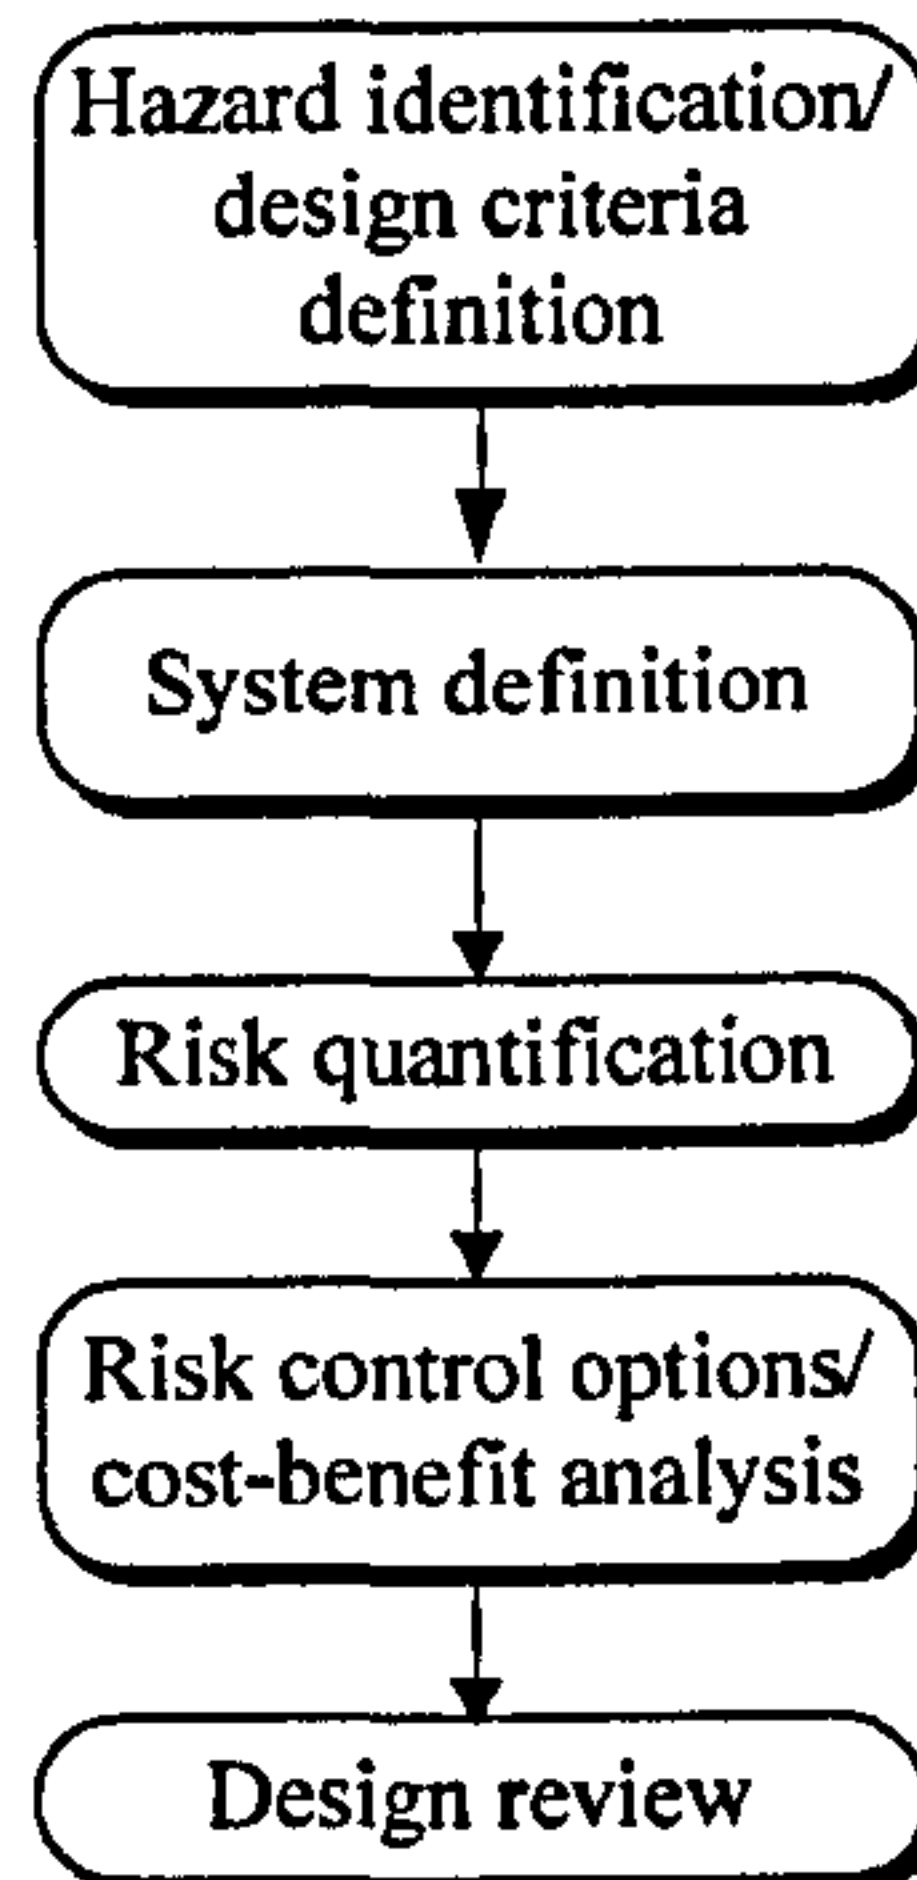 Hazard identification/
design criteria
definition
System definition
Risk quantification
Risk control options/
cost-benefit analysis
Design review